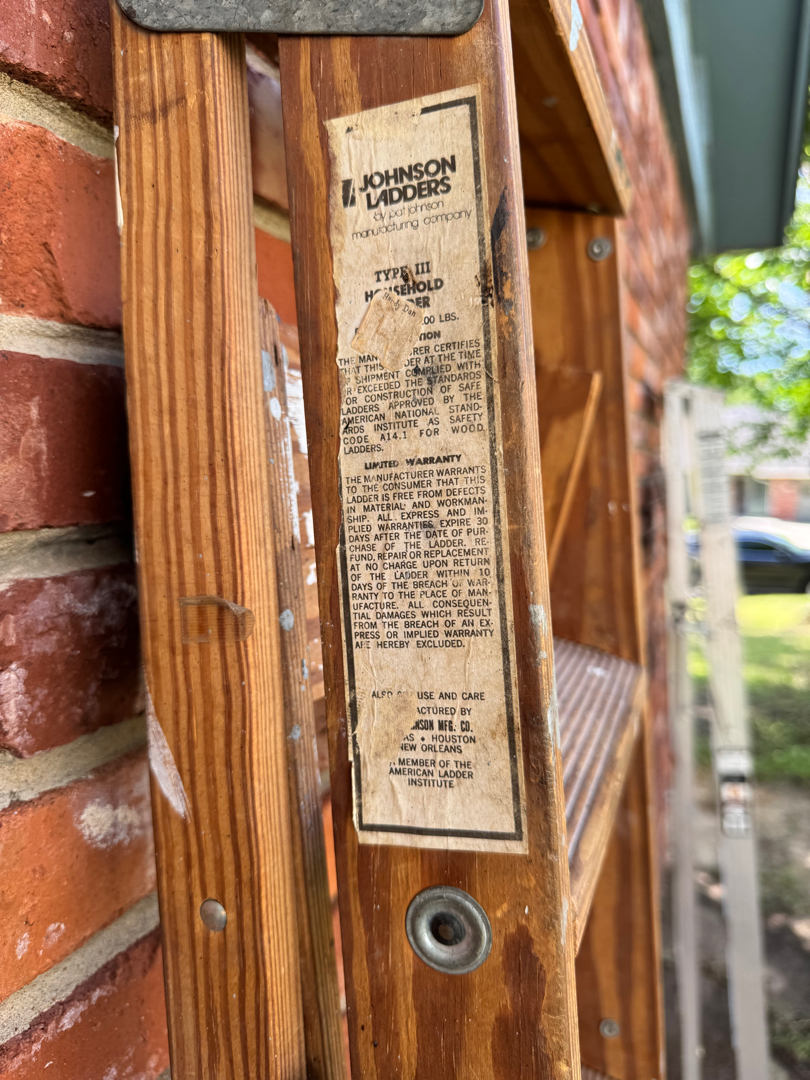 JOHNSON
LADDERS
by pat johnson
manufacturing company
TYPE III
HOUSEHOLD
Handy Dan
00 LBS.
THE
CERTIFIES
THAT THIS AT THE TIME
SHIPMENT COMPLIED WITH
EXCEEDED THE STANDARDS
FOR CONSTRUCTION OF SAFE
LADDERS APPROVED BY THE
AMERICAN NATIONAL STAND-
ARDS INSTITUTE AS SAFETY
CODE A14.1 FOR WOOD
LADDERS.
LIMITED WARRANTY
THE MANUFACTURER WARRANTS
TO THE CONSUMER THAT THIS
LADDER IS FREE FROM DEFECTS
IN MATERIAL AND WORKMAN-
SHIP. ALL EXPRESS AND IM-
PLIED WARRANTIES EXPIRE 30
DAYS AFTER THE DATE OF PUR-
CHASE OF THE LADDER. RE-
FUND, REPAIR OR REPLACEMENT
AT NO CHARGE UPON RETURN
OF THE LADDER WITHIN 10
DAYS OF THE BREACH OF WAR-
RANTY TO THE PLACE OF MAN-
UFACTURE. ALL CONSEQUEN-
TIAL DAMAGES WHICH RESULT
FROM THE BREACH OF AN EX-
PRESS OR IMPLIED WARRANTY
ARE HEREBY EXCLUDED.
ALSO USE AND CARE
ACTURED BY
NSON MFG. CO.
AS • HOUSTON
NEW ORLEANS
A MEMBER OF THE
AMERICAN LADDER
INSTITUTE